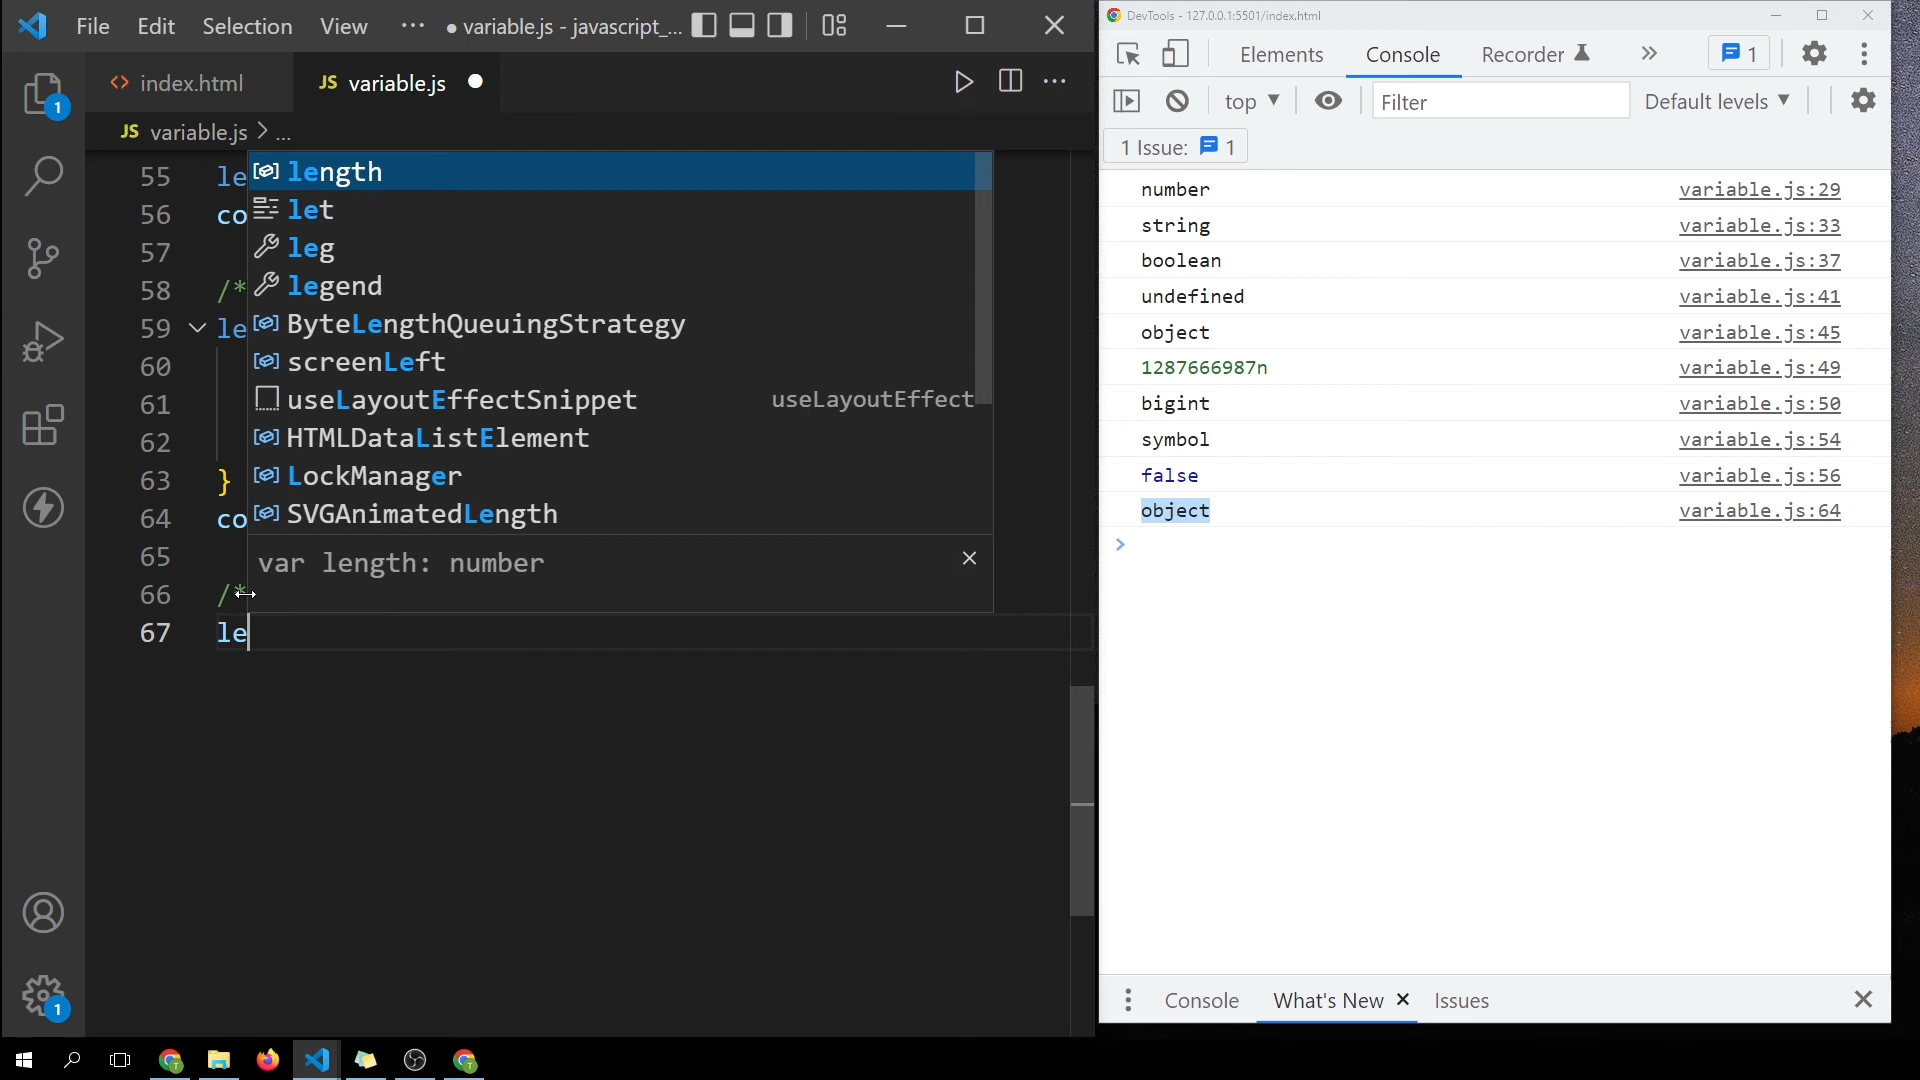 File Edit Selection View ··· ● variable.js - javascript_...
<> index.html JS variable.js ●
JS variable.js > ...
55 le
56 co
57
58 /*
59 le
60
61
62
63 }
64 co
65
66 /*
67 le
length
let
leg
legend
ByteLengthQueuingStrategy
screenLeft
useLayoutEffectSnippet useLayoutEffect
HTMLDataListElement
LockManager
SVGAnimatedLength
var length: number
1
1
DevTools - 127.0.0.1:5501/index.html
Elements Console Recorder 1
top Filter Default levels
1 Issue: 1
number variable.js:29
string variable.js:33
boolean variable.js:37
undefined variable.js:41
object variable.js:45
1287666987n variable.js:49
bigint variable.js:50
symbol variable.js:54
false variable.js:56
object variable.js:64
>
Console What's New Issues